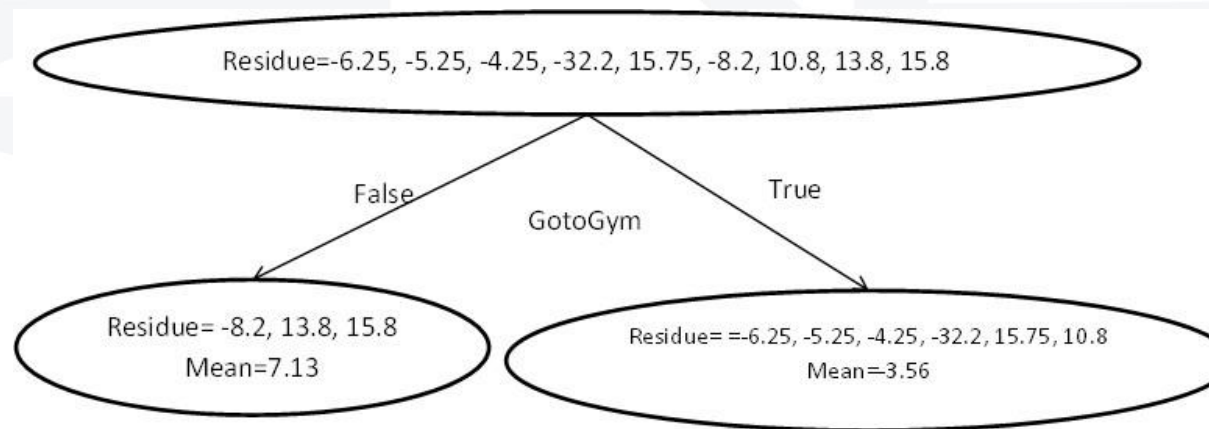 Residue=-6.25, -5.25, -4.25, -32.2, 15.75, -8.2, 10.8, 13.8, 15.8
False
True
GotoGym
Residue= -8.2, 13.8, 15.8
Mean=7.13
Residue= =-6.25, -5.25, -4.25, -32.2, 15.75, 10.8
Mean=-3.56